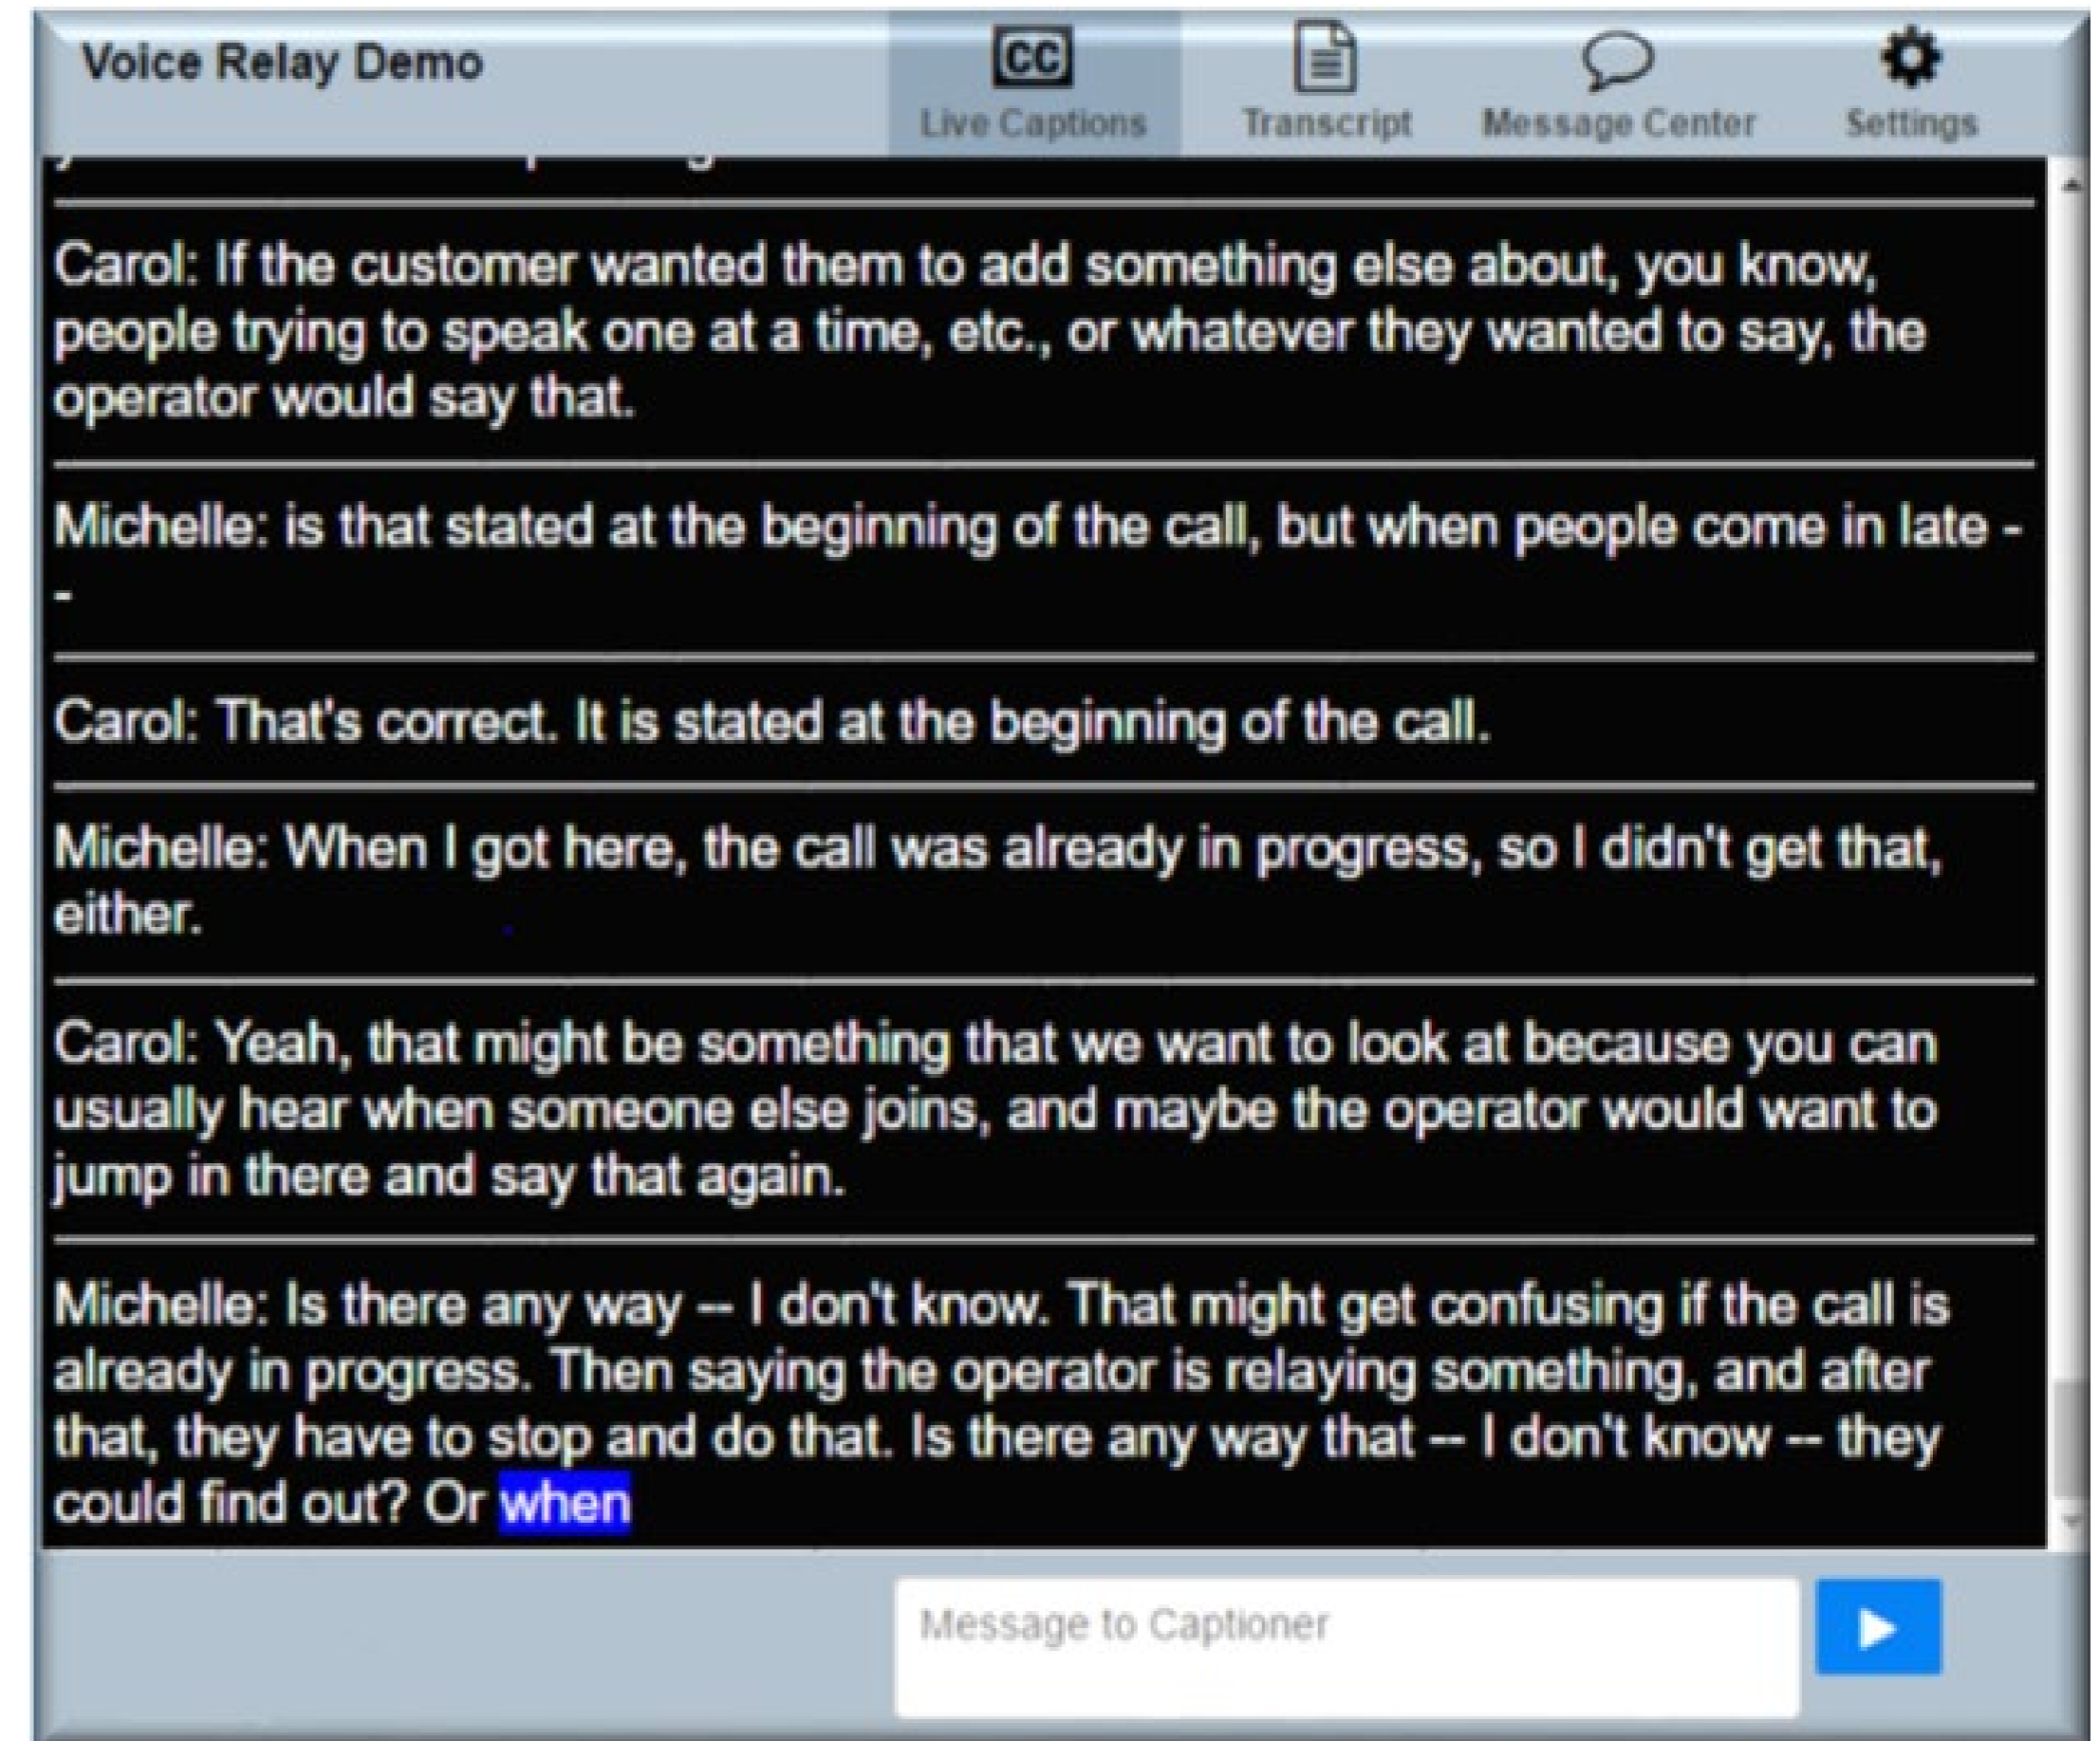 Voice Relay Demo
CC
Live Captions
Transcript
Message Center
Settings
Carol: If the customer wanted them to add something else about, you know,
people trying to speak one at a time, etc., or whatever they wanted to say, the
operator would say that.
Michelle: is that stated at the beginning of the call, but when people come in late -
-
Carol: That's correct. It is stated at the beginning of the call.
Michelle: When I got here, the call was already in progress, so I didn't get that,
either.
Carol: Yeah, that might be something that we want to look at because you can
usually hear when someone else joins, and maybe the operator would want to
jump in there and say that again.
Michelle: Is there any way -- I don't know. That might get confusing if the call is
already in progress. Then saying the operator is relaying something, and after
that, they have to stop and do that. Is there any way that -- I don't know -- they
could find out? Or when
Message to Captioner